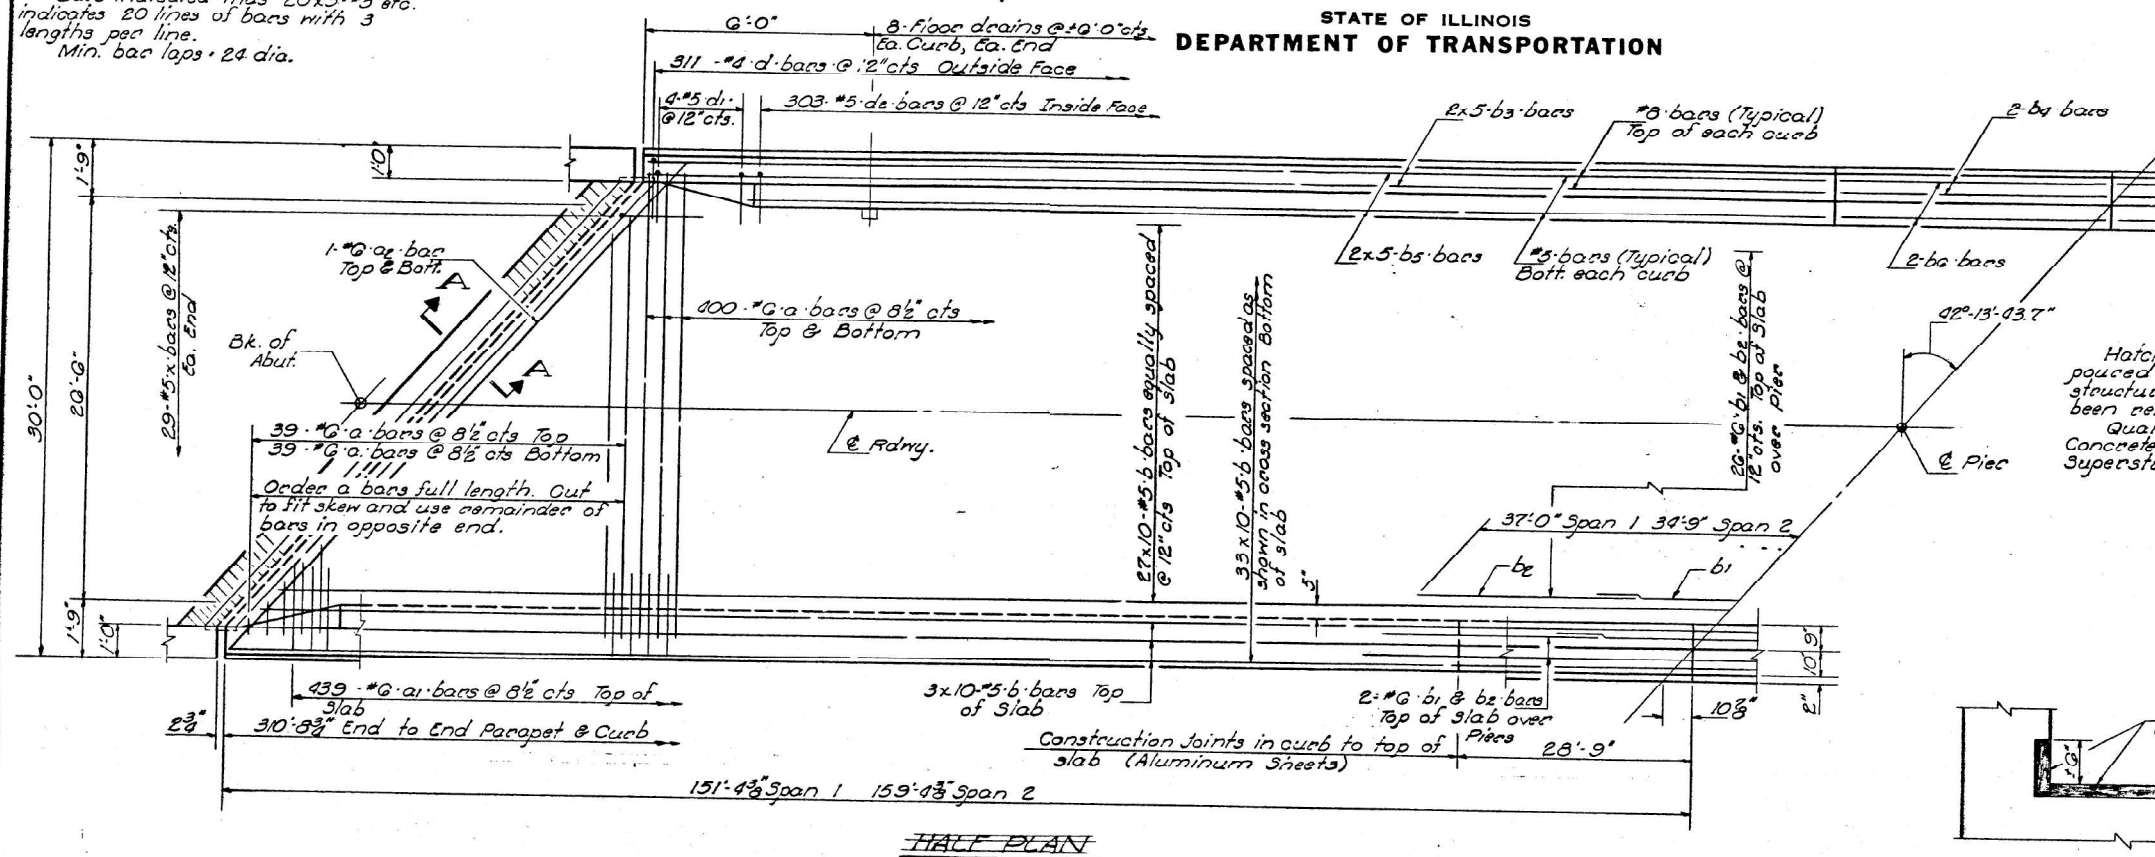 indicates 20 lines of bars with 3
lengths per line.
Min. bar laps = 24 dia.
STATE OF ILLINOIS
DEPARTMENT OF TRANSPORTATION
6'-0"
8-Floor drains @ ±6'-0" cts
Ea. Curb, Ea. End
311 - #4-d-bars @ 12" cts Outside Face
4-#5-d1-
@ 12" cts.
303-#5-de-bars @ 12" cts Inside Face
2x5-b3-bars
#8-bars (Typical)
Top of each curb
2-b4 bars
1'-9"
1'-0"
30'-0"
26'-6"
29-#5-x-bars @ 12" cts.
Ea. End
1-#6-a2-bar
Top & Bott.
A
A
Bk. of
Abut.
400-#6-a-bars @ 8½" cts
Top & Bottom
2x5-b5-bars
#5-bars (Typical)
Bott. each curb
2-b6-bars
42°-13'-43.7"
27x10-#5-b-bars equally spaced
@ 12" cts Top of slab
33x10-#5-b-bars spaced as
shown in cross section Bottom
of slab
26-#6-b1 & b2 bars @
12" cts. Top of Slab
over pier
39-#6-a-bars @ 8½" cts Top
39-#6-a-bars @ 8½" cts Bottom
Order a bars full length. Cut
to fit skew and use remainder of
bars in opposite end.
℄ Rdwy.
℄ Pier
Hatc
poured
structu
been re
Qua
Concrete
Superst
37'-0" Span 1 34'-9" Span 2
b2
b1
5"
1'-9"
1'-0"
10"
9"
2"
439-#6-a1-bars @ 8½" cts Top of
Slab
2¾"
310'-8¾" End to End Parapet & Curb
3x10-#5-b-bars Top
of Slab
2-#6 b1 & b2 bars
Top of slab over
Piers
10⅞"
Construction Joints in curb to top of
slab (Aluminum Sheets)
28'-9"
151'-4⅜" Span 1 159'-4⅜" Span 2
±6"
HALF PLAN